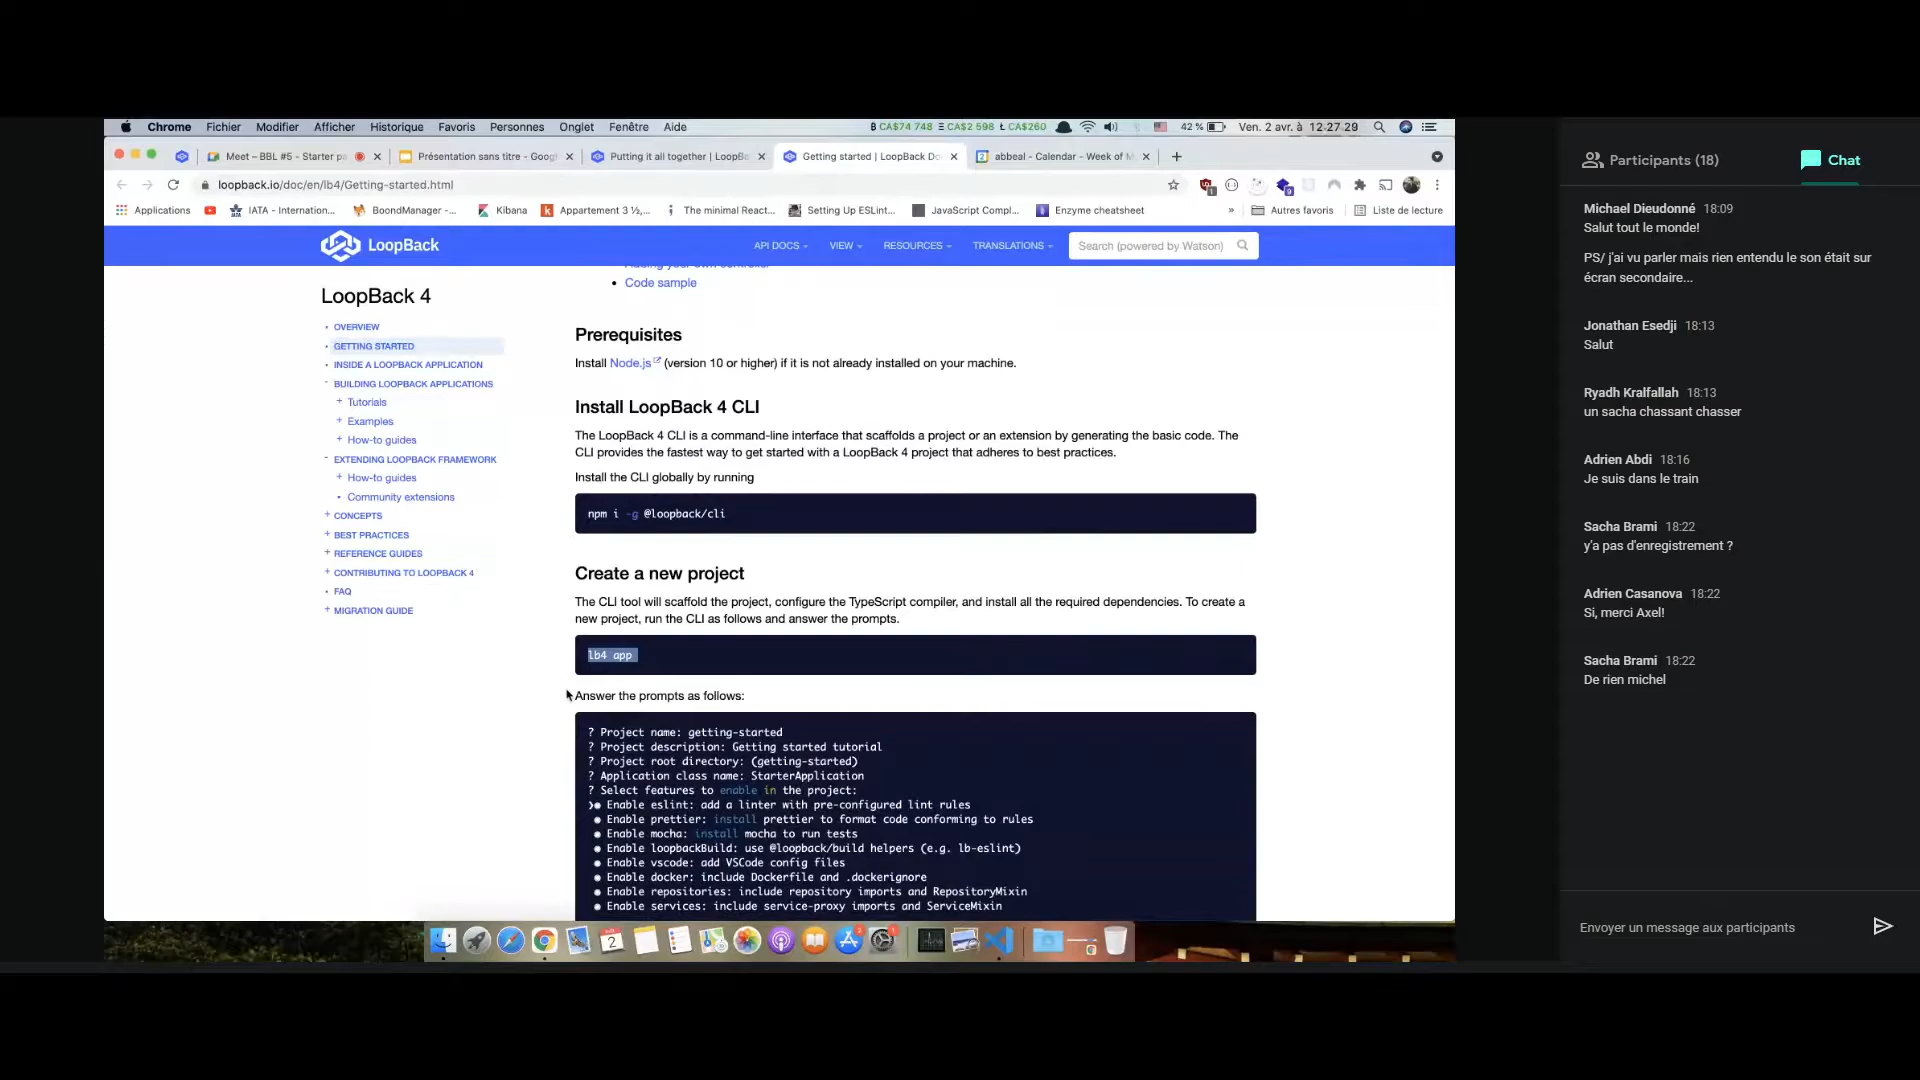 Chrome Fichier Modifier Afficher Historique Favoris Personnes Onglet Fenêtre Aide
CA$74 748 CA$2 598 Ł CA$260 42 % Ven. 2 avr. à 12:27:29
Meet – BBL #5 - Starter pa
Présentation sans titre - Goog
Putting it all together | LoopBa
Getting started | LoopBack Do
abbeal - Calendar - Week of M
loopback.io/doc/en/lb4/Getting-started.html
Applications
IATA - Internation...
BoondManager -...
Kibana
Appartement 3 ½,...
The minimal React...
Setting Up ESLint...
JavaScript Compl...
Enzyme cheatsheet
»
Autres favoris
Liste de lecture
LoopBack
API DOCS
VIEW
RESOURCES
TRANSLATIONS
Search (powered by Watson)
LoopBack 4
OVERVIEW
GETTING STARTED
INSIDE A LOOPBACK APPLICATION
- BUILDING LOOPBACK APPLICATIONS
+ Tutorials
+ Examples
+ How-to guides
- EXTENDING LOOPBACK FRAMEWORK
+ How-to guides
• Community extensions
+ CONCEPTS
+ BEST PRACTICES
+ REFERENCE GUIDES
+ CONTRIBUTING TO LOOPBACK 4
• FAQ
+ MIGRATION GUIDE
• Code sample
Prerequisites
Install Node.js (version 10 or higher) if it is not already installed on your machine.
Install LoopBack 4 CLI
The LoopBack 4 CLI is a command-line interface that scaffolds a project or an extension by generating the basic code. The
CLI provides the fastest way to get started with a LoopBack 4 project that adheres to best practices.
Install the CLI globally by running
npm i -g @loopback/cli
Create a new project
The CLI tool will scaffold the project, configure the TypeScript compiler, and install all the required dependencies. To create a
new project, run the CLI as follows and answer the prompts.
lb4 app
Answer the prompts as follows:
? Project name: getting-started
? Project description: Getting started tutorial
? Project root directory: (getting-started)
? Application class name: StarterApplication
? Select features to enable in the project:
❯◉ Enable eslint: add a linter with pre-configured lint rules
◉ Enable prettier: install prettier to format code conforming to rules
◉ Enable mocha: install mocha to run tests
◉ Enable loopbackBuild: use @loopback/build helpers (e.g. lb-eslint)
◉ Enable vscode: add VSCode config files
◉ Enable docker: include Dockerfile and .dockerignore
◉ Enable repositories: include repository imports and RepositoryMixin
◉ Enable services: include service-proxy imports and ServiceMixin
Participants (18)
Chat
Michael Dieudonné 18:09
Salut tout le monde!
PS/ j'ai vu parler mais rien entendu le son était sur
écran secondaire...
Jonathan Esedji 18:13
Salut
Ryadh Kralfallah 18:13
un sacha chassant chasser
Adrien Abdi 18:16
Je suis dans le train
Sacha Brami 18:22
y'a pas d'enregistrement ?
Adrien Casanova 18:22
Si, merci Axel!
Sacha Brami 18:22
De rien michel
Envoyer un message aux participants